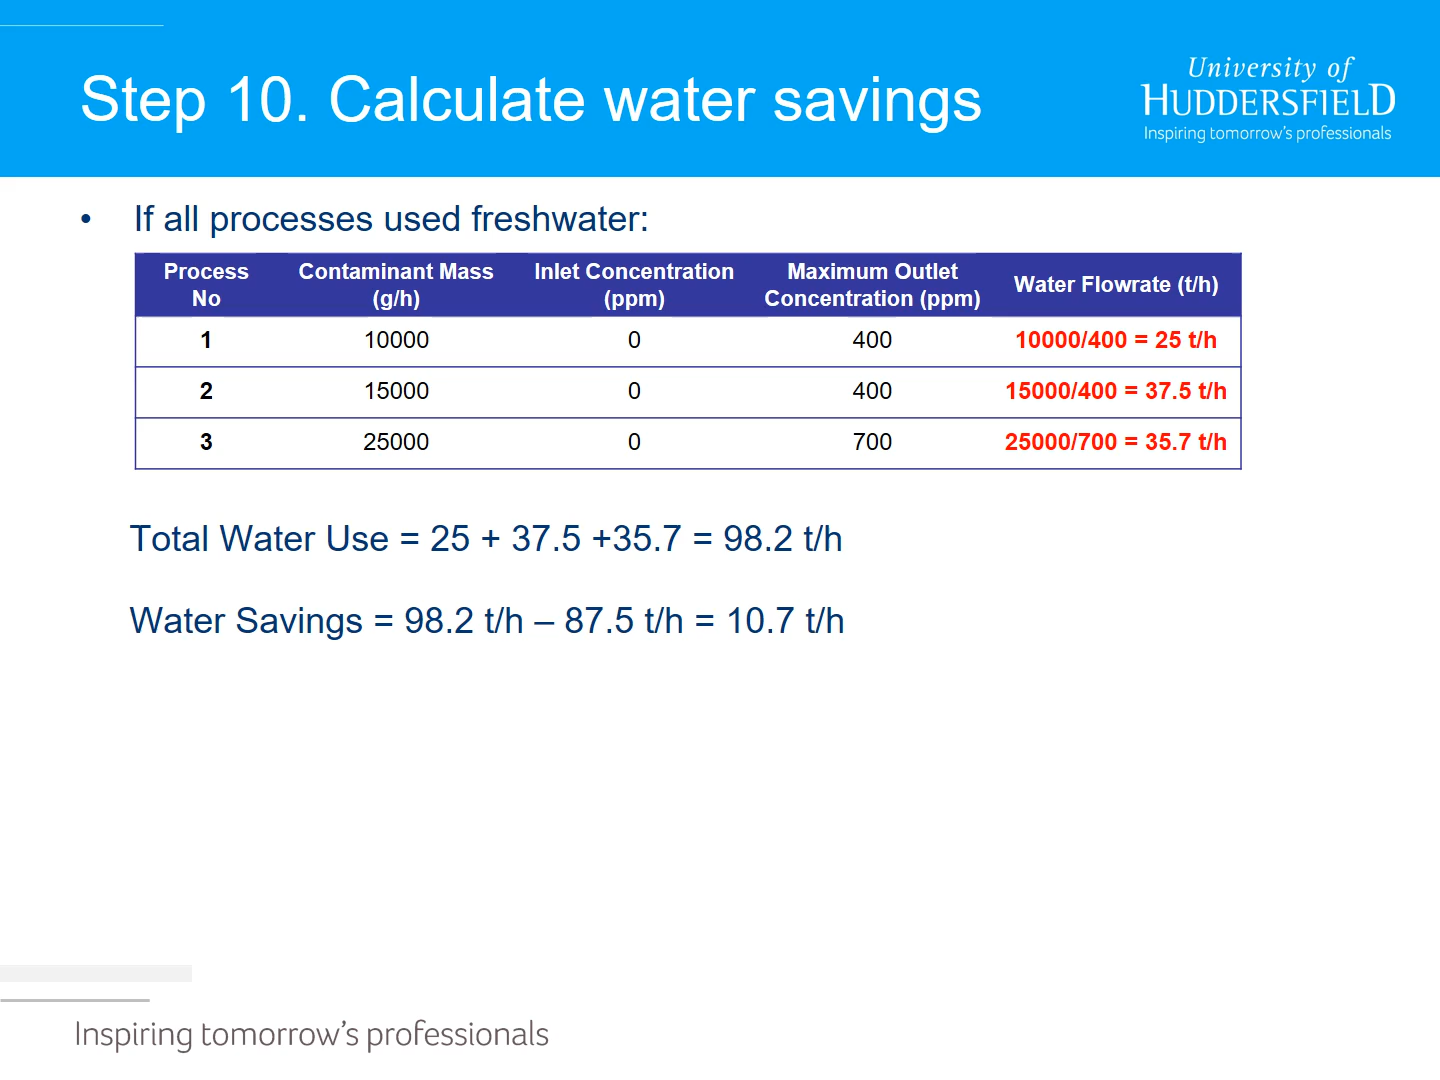 Step 10. Calculate water savings
University of
HUDDERSFIELD
Inspiring tomorrow's professionals
• If all processes used freshwater:
Process No Contaminant Mass (g/h) Inlet Concentration (ppm) Maximum Outlet Concentration (ppm) Water Flowrate (t/h)
1 10000 0 400 10000/400 = 25 t/h
2 15000 0 400 15000/400 = 37.5 t/h
3 25000 0 700 25000/700 = 35.7 t/h
Total Water Use = 25 + 37.5 +35.7 = 98.2 t/h
Water Savings = 98.2 t/h – 87.5 t/h = 10.7 t/h
Inspiring tomorrow's professionals